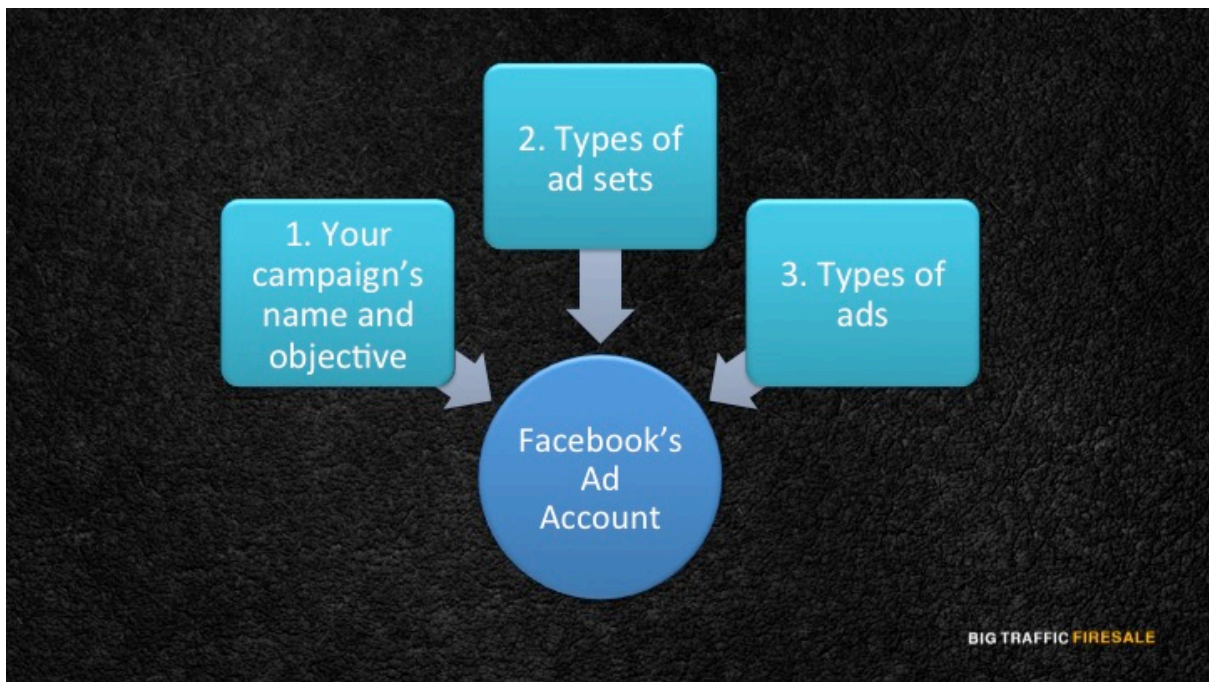 1. Your
campaign’s
name and
objective
2. Types of
ad sets
3. Types of
ads
Facebook’s
Ad
Account
BIG TRAFFIC FIRESALE